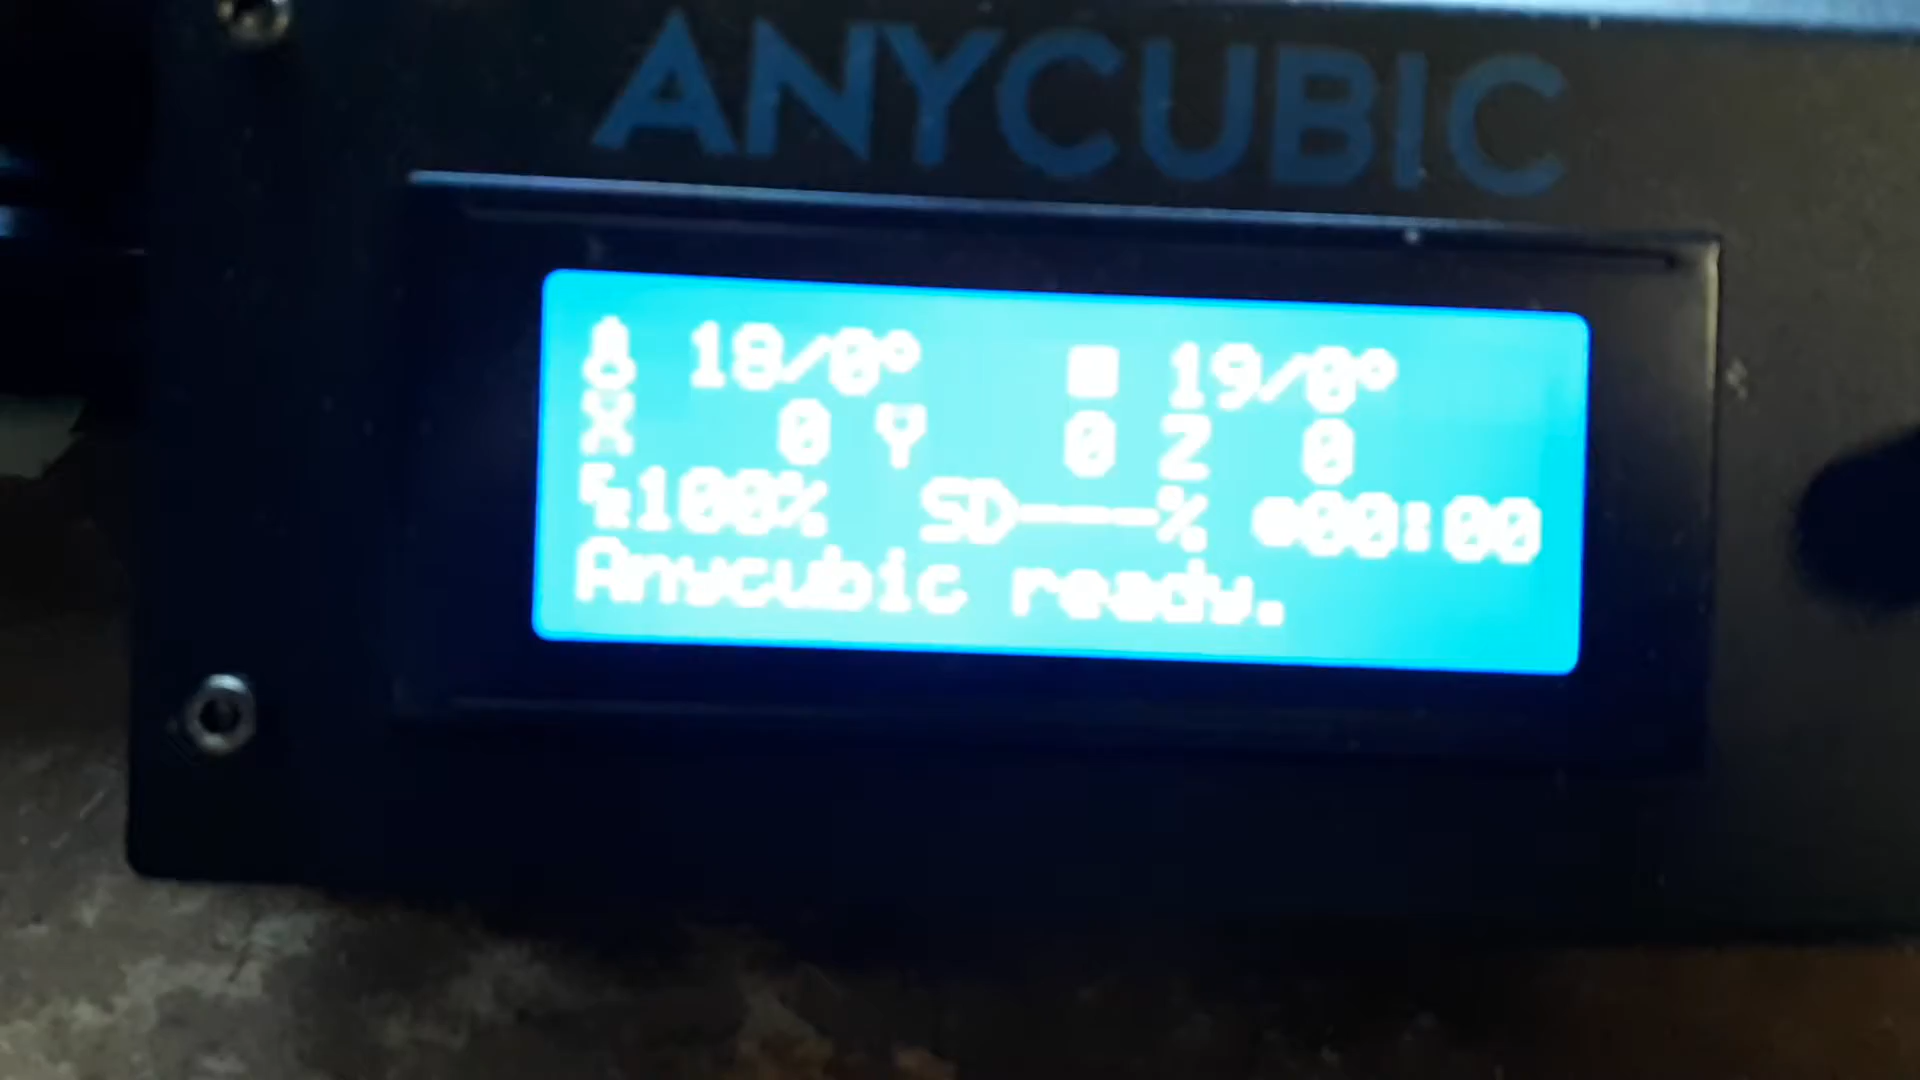 ANYCUBIC
18/0° 19/0°
X 0 Y 0 Z 0
100% SD---% 00:00
Anycubic ready.